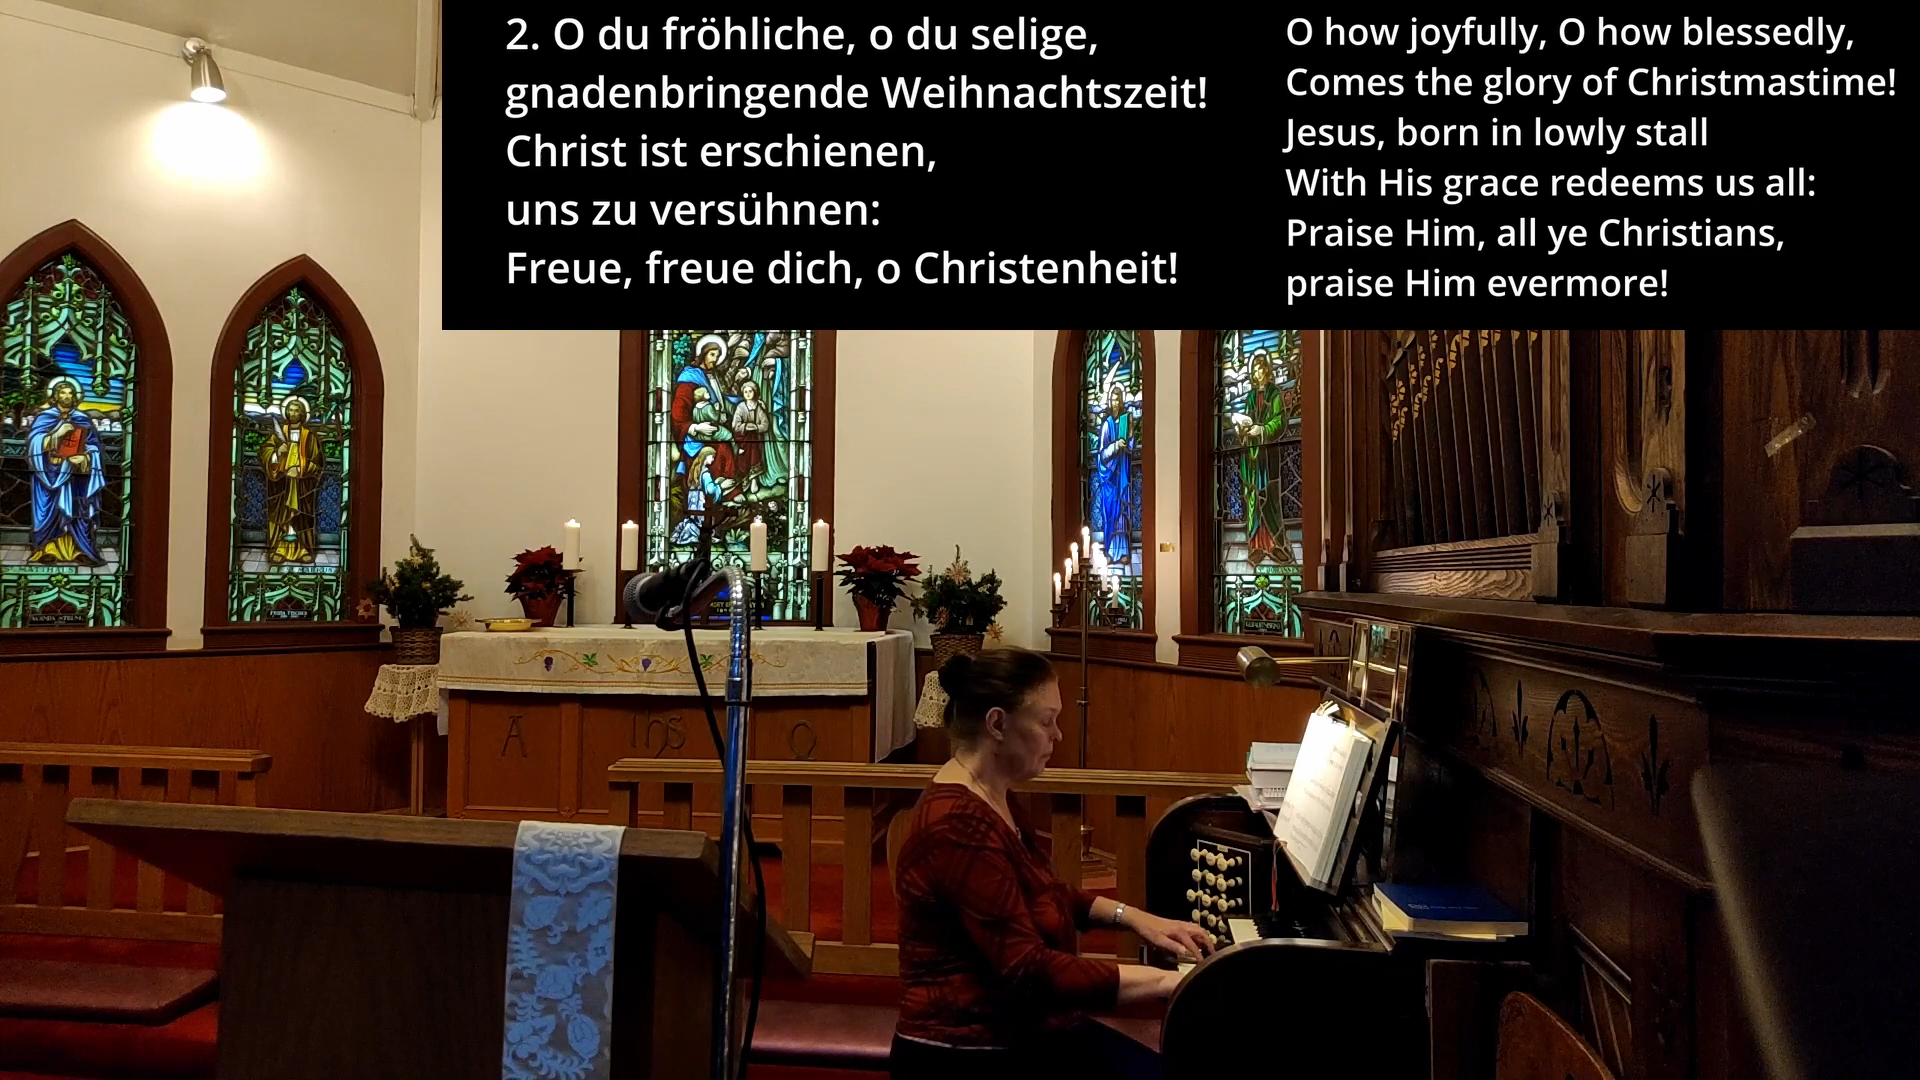 2. O du fröhliche, o du selige,
gnadenbringende Weihnachtszeit!
Christ ist erschienen,
uns zu versühnen:
Freue, freue dich, o Christenheit!
O how joyfully, O how blessedly,
Comes the glory of Christmastime!
Jesus, born in lowly stall
With His grace redeems us all:
Praise Him, all ye Christians,
praise Him evermore!
IHS